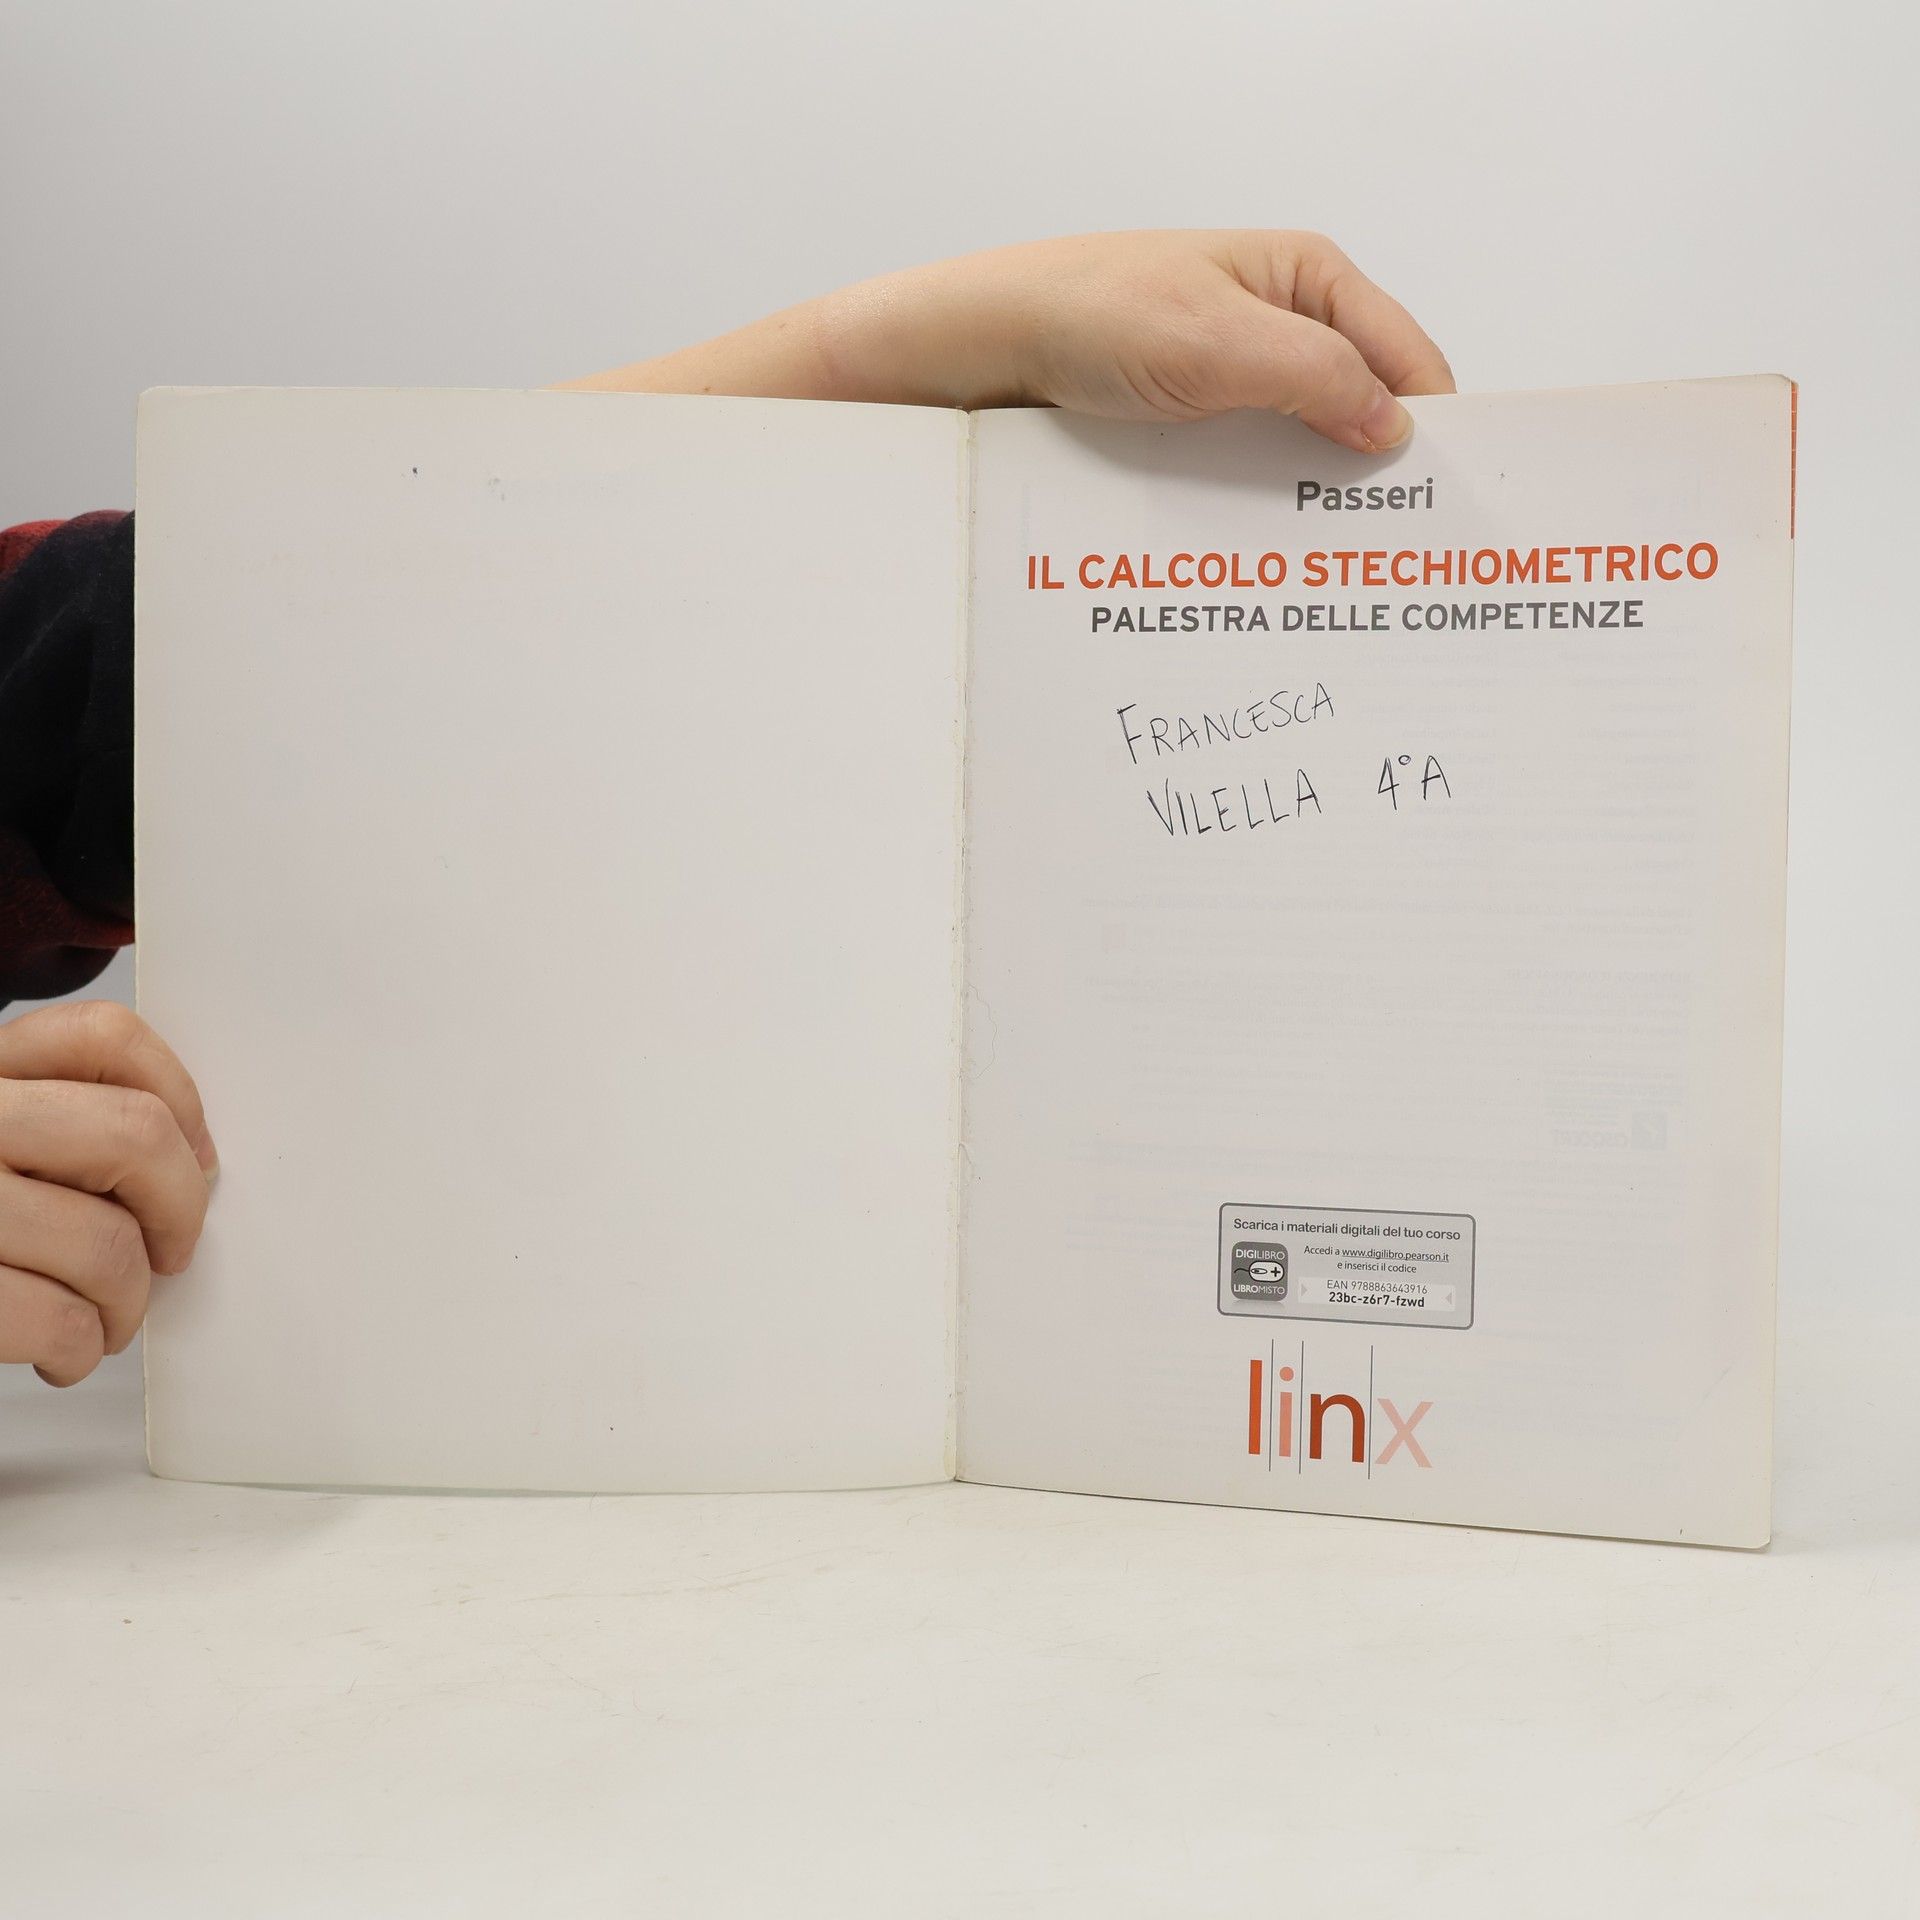 Passeri
IL CALCOLO STECHIOMETRICO
PALESTRA DELLE COMPETENZE
FRANCESCA
VILELLA 4°A
Scarica i materiali digitali del tuo corso
DIGILIBRO
LIBROMISTO
Accedi a www.digilibro.pearson.it
e inserisci il codice
EAN 9788863643916
23bc-z6r7-fzwd
linx